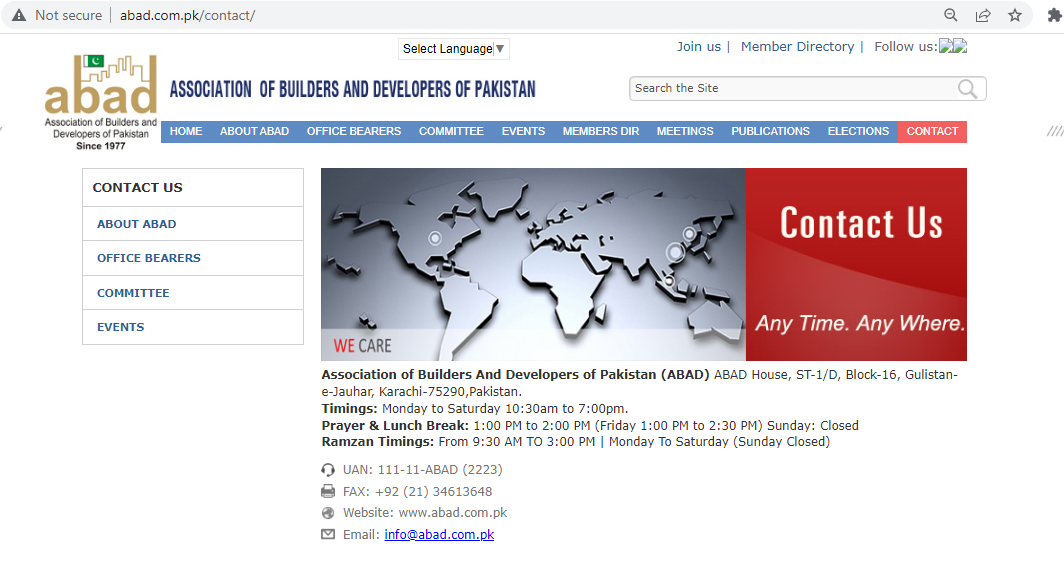 Not secure | abad.com.pk/contact/
Select Language▼
Join us | Member Directory | Follow us:
abad
Association of Builders and
Developers of Pakistan
Since 1977
ASSOCIATION OF BUILDERS AND DEVELOPERS OF PAKISTAN
Search the Site
HOME ABOUT ABAD OFFICE BEARERS COMMITTEE EVENTS MEMBERS DIR MEETINGS PUBLICATIONS ELECTIONS CONTACT
CONTACT US
ABOUT ABAD
OFFICE BEARERS
COMMITTEE
EVENTS
Contact Us
Any Time. Any Where.
WE CARE
Association of Builders And Developers of Pakistan (ABAD) ABAD House, ST-1/D, Block-16, Gulistan-
e-Jauhar, Karachi-75290,Pakistan.
Timings: Monday to Saturday 10:30am to 7:00pm.
Prayer & Lunch Break: 1:00 PM to 2:00 PM (Friday 1:00 PM to 2:30 PM) Sunday: Closed
Ramzan Timings: From 9:30 AM TO 3:00 PM | Monday To Saturday (Sunday Closed)
UAN: 111-11-ABAD (2223)
FAX: +92 (21) 34613648
Website: www.abad.com.pk
Email: info@abad.com.pk